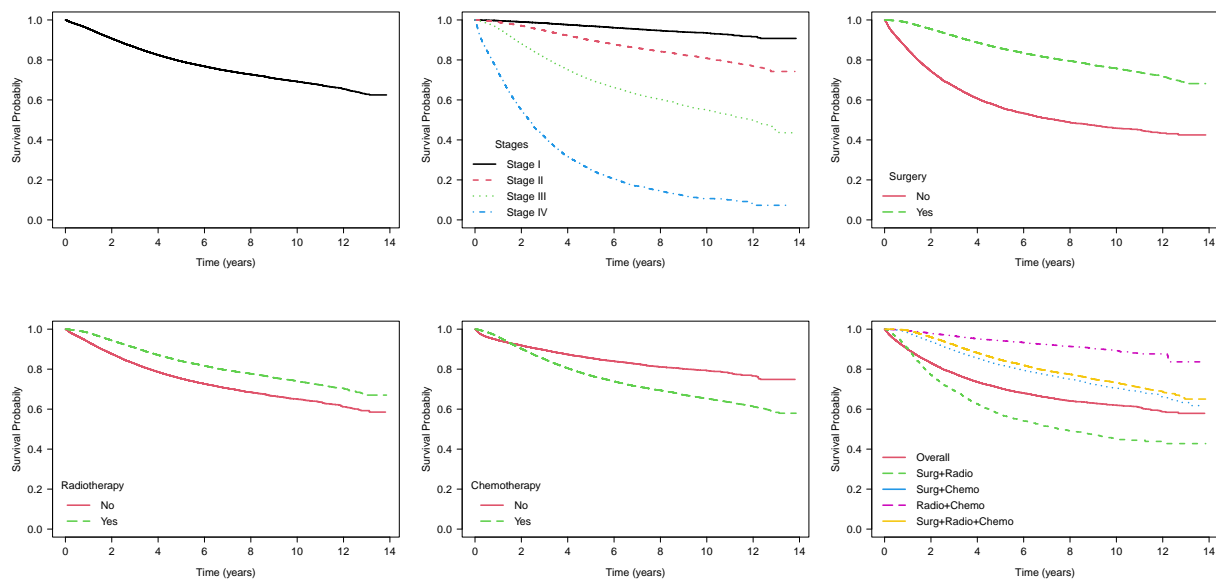 1.0
0.8
0.6
0.4
0.2
0.0
Survival Probabily
0 2 4 6 8 10 12 14
Time (years)
1.0
0.8
0.6
0.4
0.2
0.0
Survival Probabily
Stages
Stage I
Stage II
Stage III
Stage IV
0 2 4 6 8 10 12 14
Time (years)
1.0
0.8
0.6
0.4
0.2
0.0
Survival Probabily
Surgery
No
Yes
0 2 4 6 8 10 12 14
Time (years)
1.0
0.8
0.6
0.4
0.2
0.0
Survival Probabily
Radiotherapy
No
Yes
0 2 4 6 8 10 12 14
Time (years)
1.0
0.8
0.6
0.4
0.2
0.0
Survival Probabily
Chemotherapy
No
Yes
0 2 4 6 8 10 12 14
Time (years)
1.0
0.8
0.6
0.4
0.2
0.0
Survival Probabily
Overall
Surg+Radio
Surg+Chemo
Radio+Chemo
Surg+Radio+Chemo
0 2 4 6 8 10 12 14
Time (years)